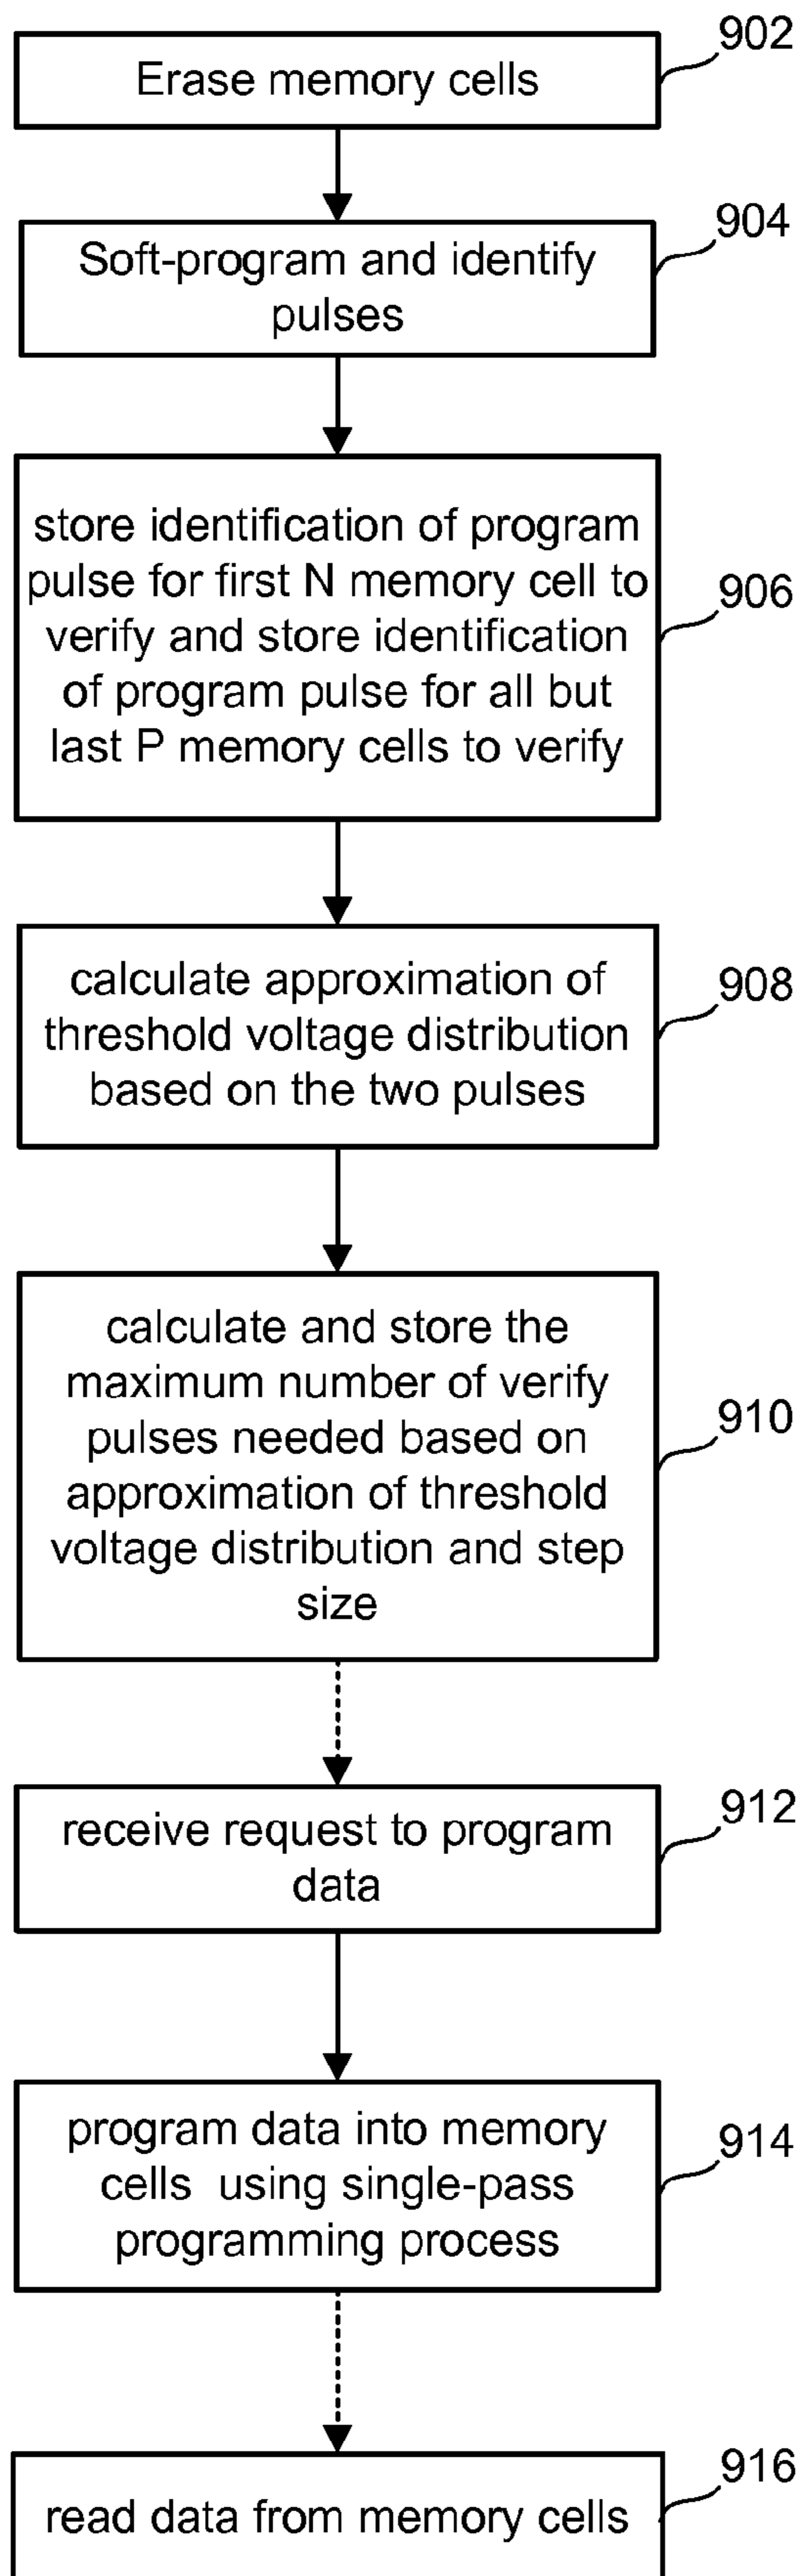 902
Erase memory cells
904
Soft-program and identify
pulses
store identification of program
pulse for first N memory cell to
906
verify and store identification
of program pulse for all but
last P memory cells to verify
calculate approximation of
908
threshold voltage distribution
based on the two pulses
calculate and store the
maximum number of verify
910
pulses needed based on
approximation of threshold
voltage distribution and step
size
912
receive request to program
data
program data into memory
914
cells using single-pass
programming process
916
read data from memory cells